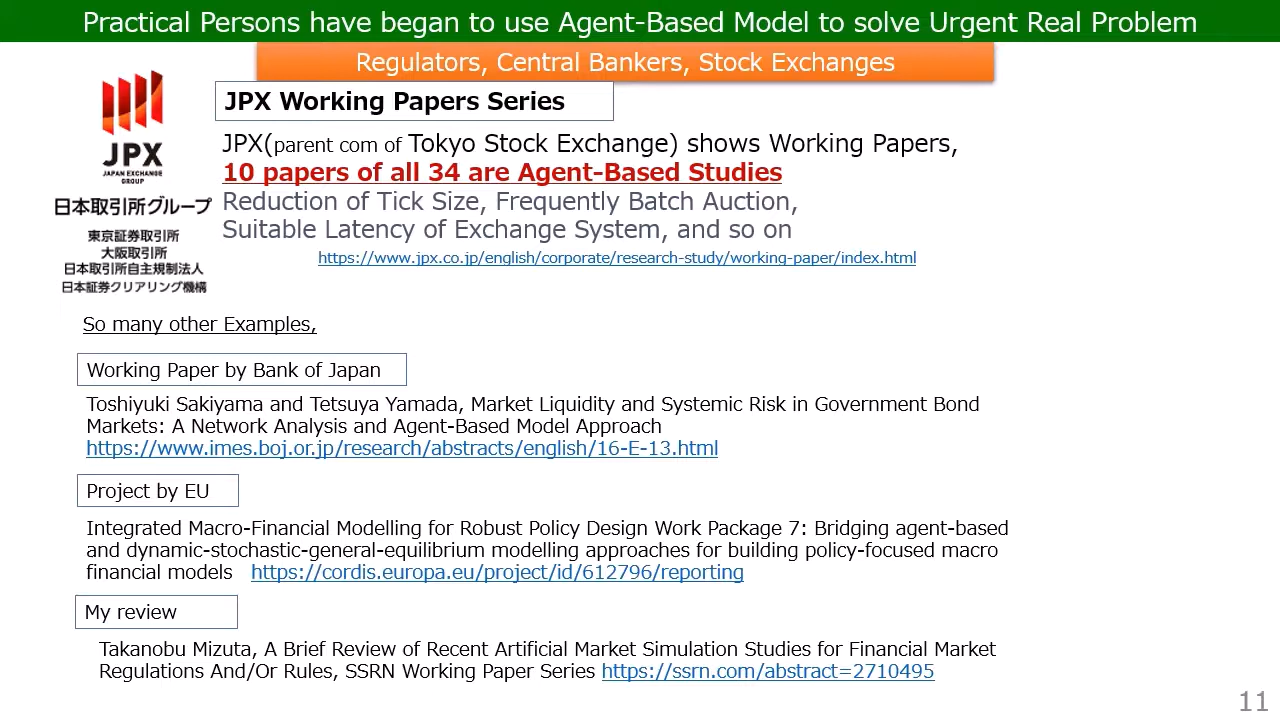 Practical Persons have began to use Agent-Based Model to solve Urgent Real Problem
Regulators, Central Bankers, Stock Exchanges
JPX
JAPAN EXCHANGE
GROUP
日本取引所グループ
東京証券取引所
大阪取引所
日本取引所自主規制法人
日本証券クリアリング機構
JPX Working Papers Series
JPX(parent com of Tokyo Stock Exchange) shows Working Papers,
10 papers of all 34 are Agent-Based Studies
Reduction of Tick Size, Frequently Batch Auction,
Suitable Latency of Exchange System, and so on
https://www.jpx.co.jp/english/corporate/research-study/working-paper/index.html
So many other Examples,
Working Paper by Bank of Japan
Toshiyuki Sakiyama and Tetsuya Yamada, Market Liquidity and Systemic Risk in Government Bond
Markets: A Network Analysis and Agent-Based Model Approach
https://www.imes.boj.or.jp/research/abstracts/english/16-E-13.html
Project by EU
Integrated Macro-Financial Modelling for Robust Policy Design Work Package 7: Bridging agent-based
and dynamic-stochastic-general-equilibrium modelling approaches for building policy-focused macro
financial models https://cordis.europa.eu/project/id/612796/reporting
My review
Takanobu Mizuta, A Brief Review of Recent Artificial Market Simulation Studies for Financial Market
Regulations And/Or Rules, SSRN Working Paper Series https://ssrn.com/abstract=2710495
11